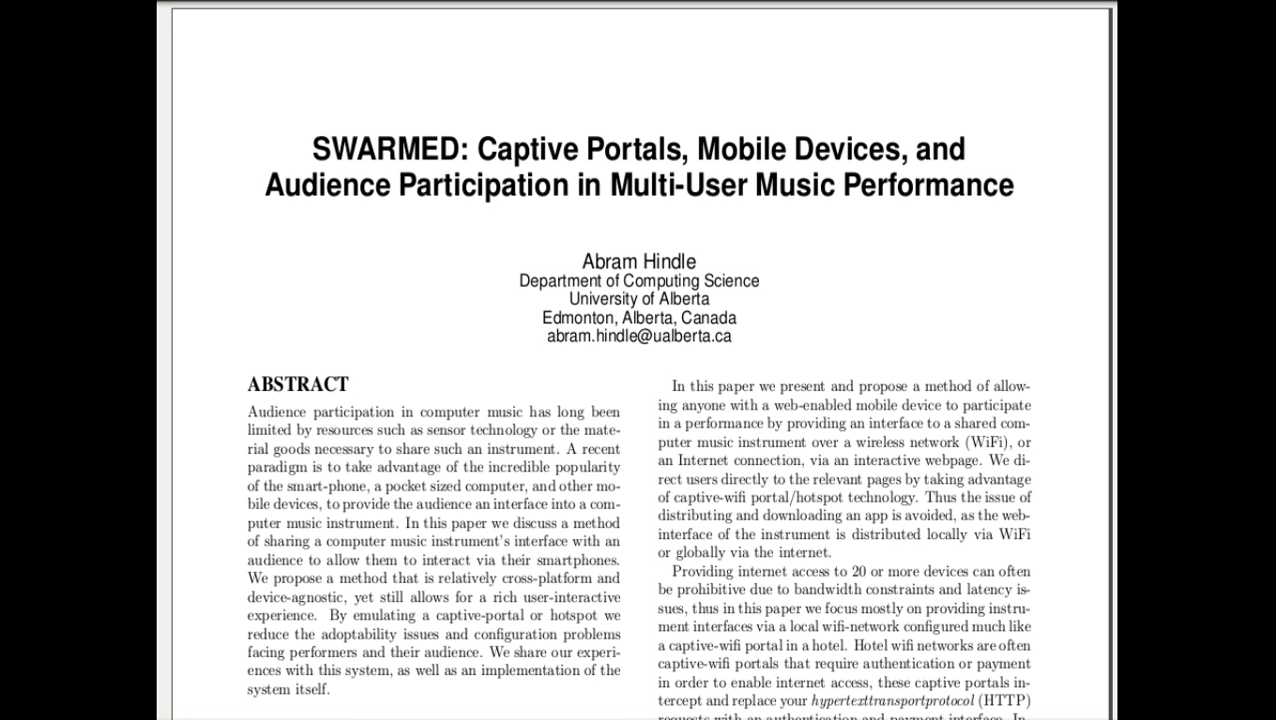 SWARMED: Captive Portals, Mobile Devices, and
Audience Participation in Multi-User Music Performance
Abram Hindle
Department of Computing Science
University of Alberta
Edmonton, Alberta, Canada
abram.hindle@ualberta.ca
ABSTRACT
Audience participation in computer music has long been
limited by resources such as sensor technology or the mate-
rial goods necessary to share such an instrument. A recent
paradigm is to take advantage of the incredible popularity
of the smart-phone, a pocket sized computer, and other mo-
bile devices, to provide the audience an interface into a com-
puter music instrument. In this paper we discuss a method
of sharing a computer music instrument's interface with an
audience to allow them to interact via their smartphones.
We propose a method that is relatively cross-platform and
device-agnostic, yet still allows for a rich user-interactive
experience. By emulating a captive-portal or hotspot we
reduce the adoptability issues and configuration problems
facing performers and their audience. We share our experi-
ences with this system, as well as an implementation of the
system itself.
In this paper we present and propose a method of allow-
ing anyone with a web-enabled mobile device to participate
in a performance by providing an interface to a shared com-
puter music instrument over a wireless network (WiFi), or
an Internet connection, via an interactive webpage. We di-
rect users directly to the relevant pages by taking advantage
of captive-wifi portal/hotspot technology. Thus the issue of
distributing and downloading an app is avoided, as the web-
interface of the instrument is distributed locally via WiFi
or globally via the internet.
Providing internet access to 20 or more devices can often
be prohibitive due to bandwidth constraints and latency is-
sues, thus in this paper we focus mostly on providing instru-
ment interfaces via a local wifi-network configured much like
a captive-wifi portal in a hotel. Hotel wifi networks are often
captive-wifi portals that require authentication or payment
in order to enable internet access, these captive portals in-
tercept and replace your hypertexttransportprotocol (HTTP)
requests with an authentication and payment interface. In-